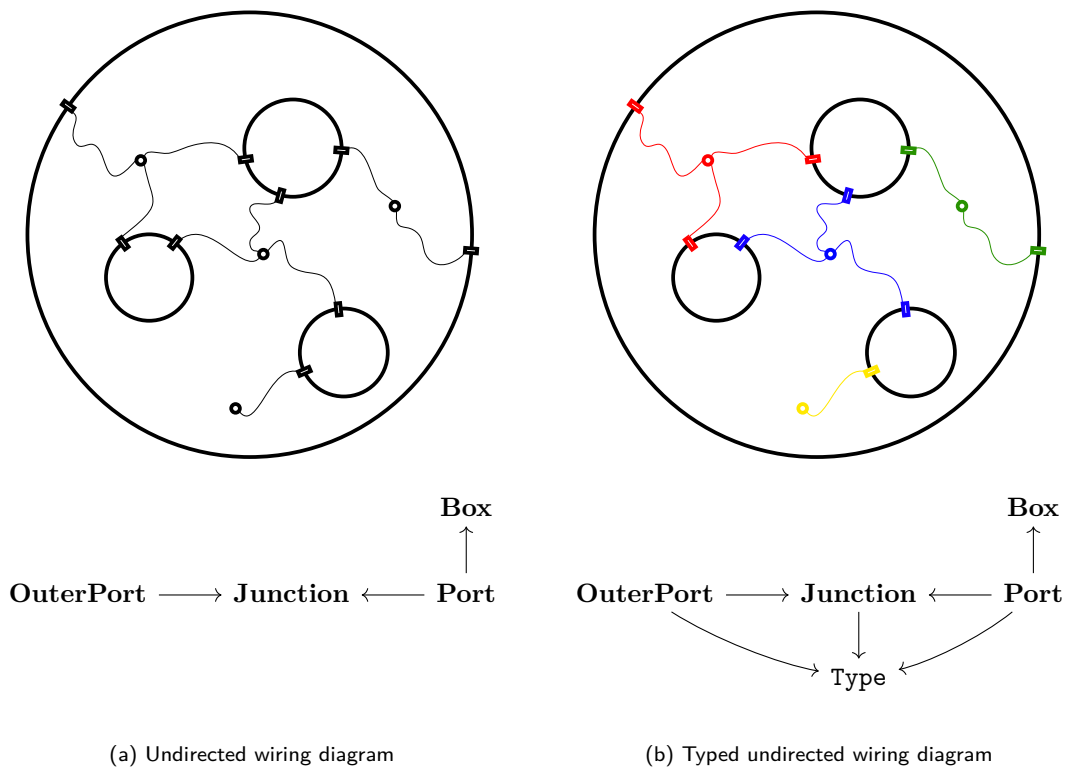 Box Box
OuterPort Junction Port OuterPort Junction Port
Type
(a) Undirected wiring diagram (b) Typed undirected wiring diagram